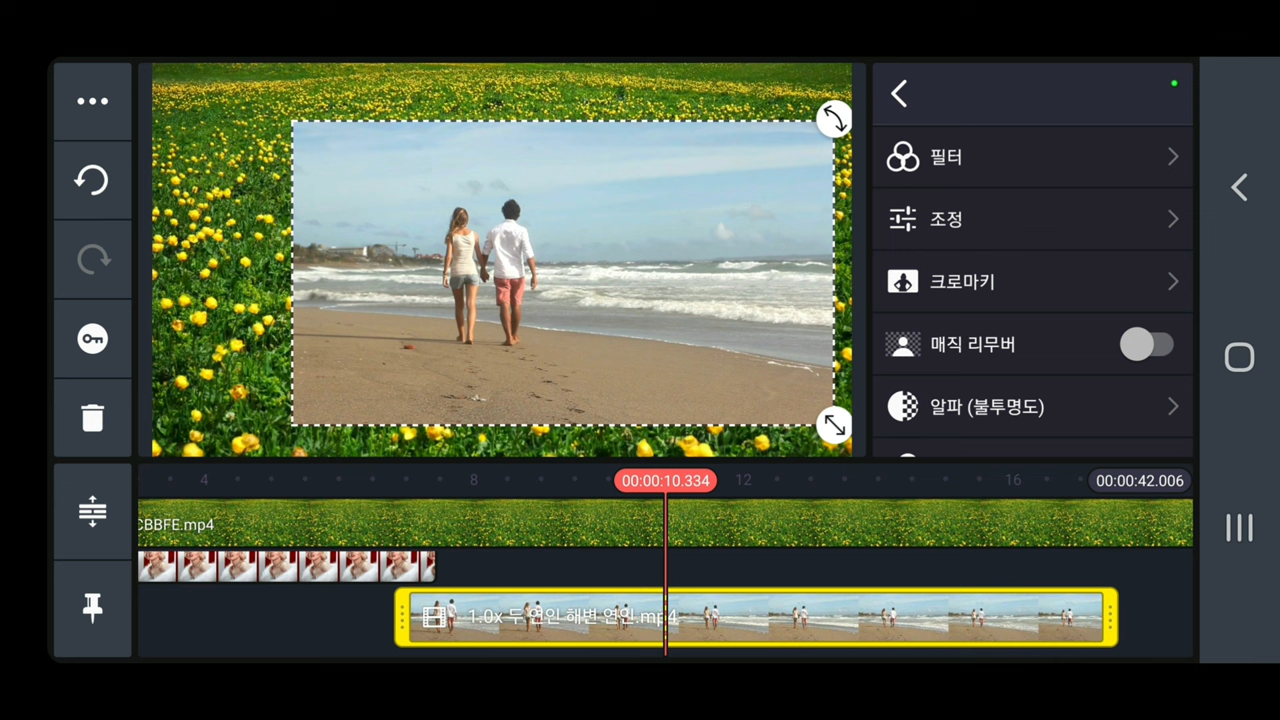 필터
조정
크로마키
매직 리무버
알파 (불투명도)
4
8
00:00:10.334
12
16
00:00:42.006
CBBFE.mp4
1.0x 두 연인 해변 연인.mp4